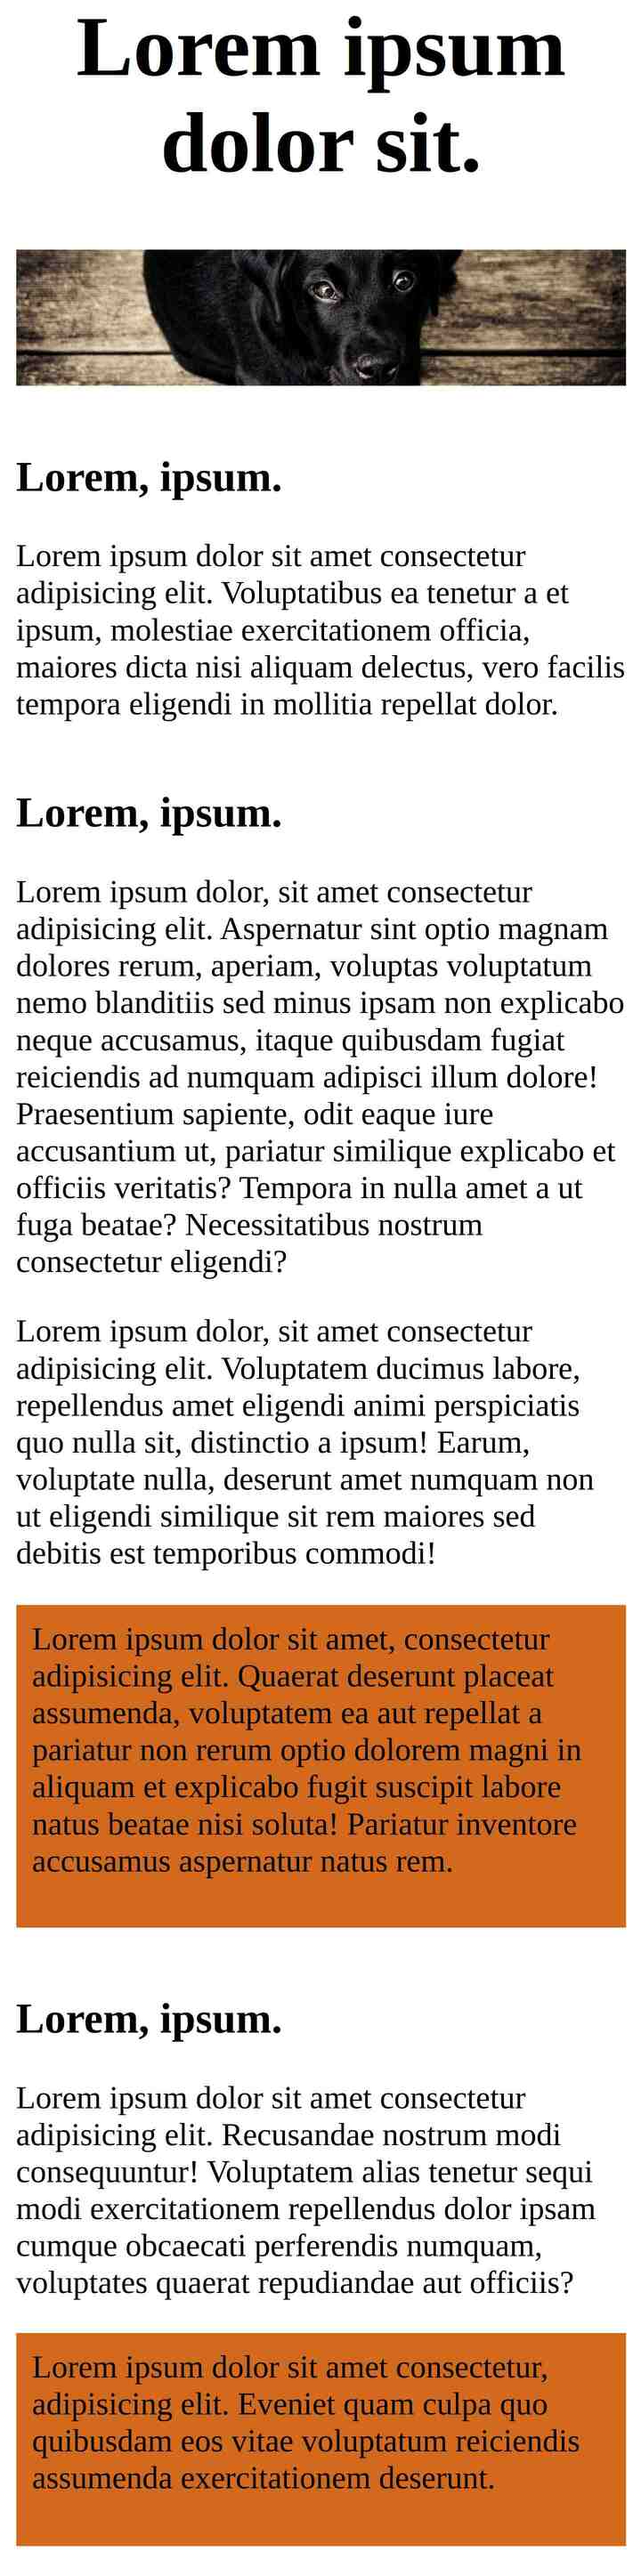 Lorem ipsum
dolor sit.
Lorem, ipsum.
Lorem ipsum dolor sit amet consectetur
adipisicing elit. Voluptatibus ea tenetur a et
ipsum, molestiae exercitationem officia,
maiores dicta nisi aliquam delectus, vero facilis
tempora eligendi in mollitia repellat dolor.
Lorem, ipsum.
Lorem ipsum dolor, sit amet consectetur
adipisicing elit. Aspernatur sint optio magnam
dolores rerum, aperiam, voluptas voluptatum
nemo blanditiis sed minus ipsam non explicabo
neque accusamus, itaque quibusdam fugiat
reiciendis ad numquam adipisci illum dolore!
Praesentium sapiente, odit eaque iure
accusantium ut, pariatur similique explicabo et
officiis veritatis? Tempora in nulla amet a ut
fuga beatae? Necessitatibus nostrum
consectetur eligendi?
Lorem ipsum dolor, sit amet consectetur
adipisicing elit. Voluptatem ducimus labore,
repellendus amet eligendi animi perspiciatis
quo nulla sit, distinctio a ipsum! Earum,
voluptate nulla, deserunt amet numquam non
ut eligendi similique sit rem maiores sed
debitis est temporibus commodi!
Lorem ipsum dolor sit amet, consectetur
adipisicing elit. Quaerat deserunt placeat
assumenda, voluptatem ea aut repellat a
pariatur non rerum optio dolorem magni in
aliquam et explicabo fugit suscipit labore
natus beatae nisi soluta! Pariatur inventore
accusamus aspernatur natus rem.
Lorem, ipsum.
Lorem ipsum dolor sit amet consectetur
adipisicing elit. Recusandae nostrum modi
consequuntur! Voluptatem alias tenetur sequi
modi exercitationem repellendus dolor ipsam
cumque obcaecati perferendis numquam,
voluptates quaerat repudiandae aut officiis?
Lorem ipsum dolor sit amet consectetur,
adipisicing elit. Eveniet quam culpa quo
quibusdam eos vitae voluptatum reiciendis
assumenda exercitationem deserunt.